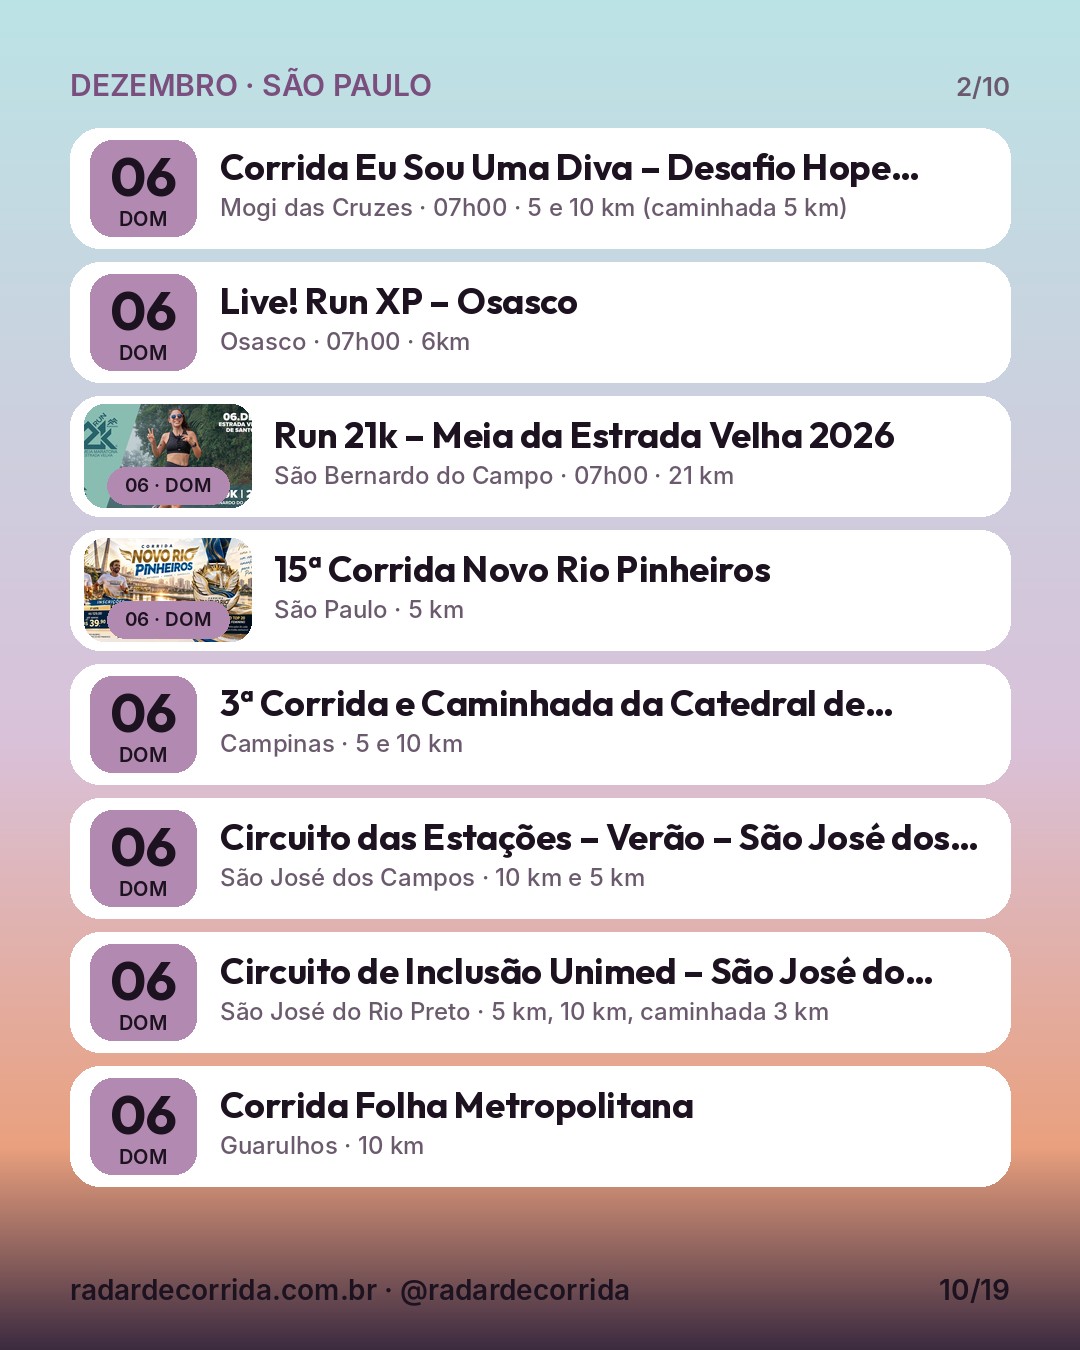 DEZEMBRO · SÃO PAULO
2/10
06
DOM
Corrida Eu Sou Uma Diva – Desafio Hope...
Mogi das Cruzes · 07h00 · 5 e 10 km (caminhada 5 km)
06
DOM
Live! Run XP – Osasco
Osasco · 07h00 · 6km
RUN
06 · DOM
Run 21k – Meia da Estrada Velha 2026
São Bernardo do Campo · 07h00 · 21 km
CORRIDA
NOVO RIO
PINHEIROS
06 · DOM
15ª Corrida Novo Rio Pinheiros
São Paulo · 5 km
06
DOM
3ª Corrida e Caminhada da Catedral de...
Campinas · 5 e 10 km
06
DOM
Circuito das Estações – Verão – São José dos...
São José dos Campos · 10 km e 5 km
06
DOM
Circuito de Inclusão Unimed – São José do...
São José do Rio Preto · 5 km, 10 km, caminhada 3 km
06
DOM
Corrida Folha Metropolitana
Guarulhos · 10 km
radardecorrida.com.br · @radardecorrida
10/19